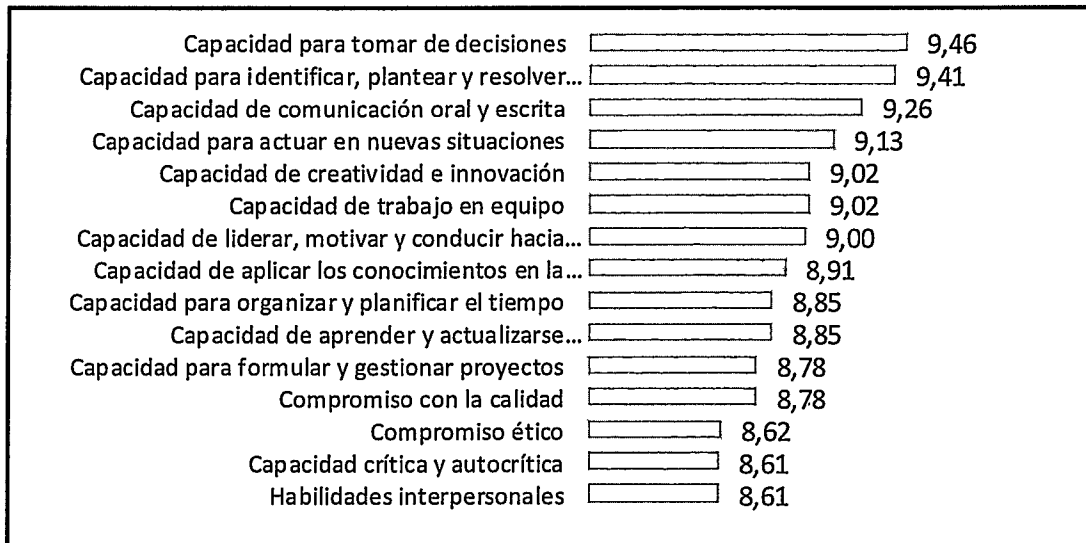 Capacidad para tomar de decisiones 9,46
Capacidad para identificar, plantear y resolver... 9,41
Capacidad de comunicación oral y escrita 9,26
Capacidad para actuar en nuevas situaciones 9,13
Capacidad de creatividad e innovación 9,02
Capacidad de trabajo en equipo 9,02
Capacidad de liderar, motivar y conducir hacia... 9,00
Capacidad de aplicar los conocimientos en la... 8,91
Capacidad para organizar y planificar el tiempo 8,85
Capacidad de aprender y actualizarse... 8,85
Capacidad para formular y gestionar proyectos 8,78
Compromiso con la calidad 8,78
Compromiso ético 8,62
Capacidad crítica y autocrítica 8,61
Habilidades interpersonales 8,61